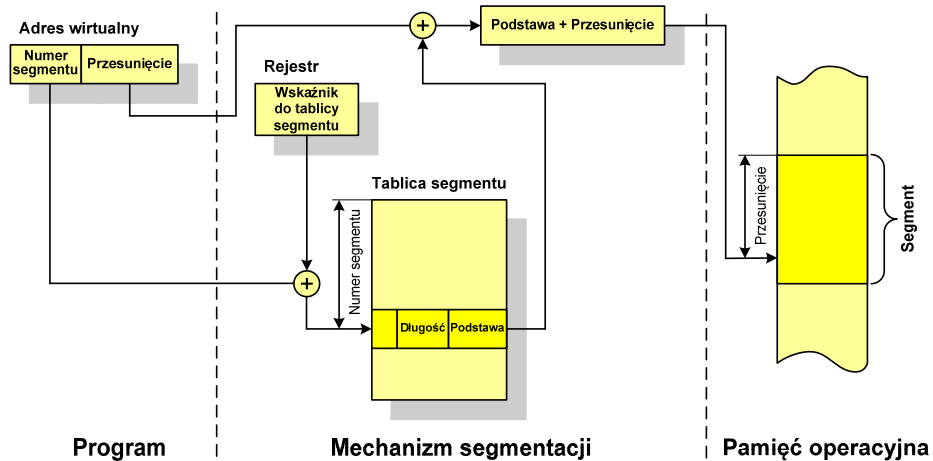 Adres wirtualny
Numer
segmentu
Przesunięcie
Rejestr
Wskaźnik
do tablicy
segmentu
+
Podstawa + Przesunięcie
Tablica segmentu
Numer segmentu
+
Długość
Podstawa
Przesunięcie
Segment
Program
Mechanizm segmentacji
Pamięć operacyjna